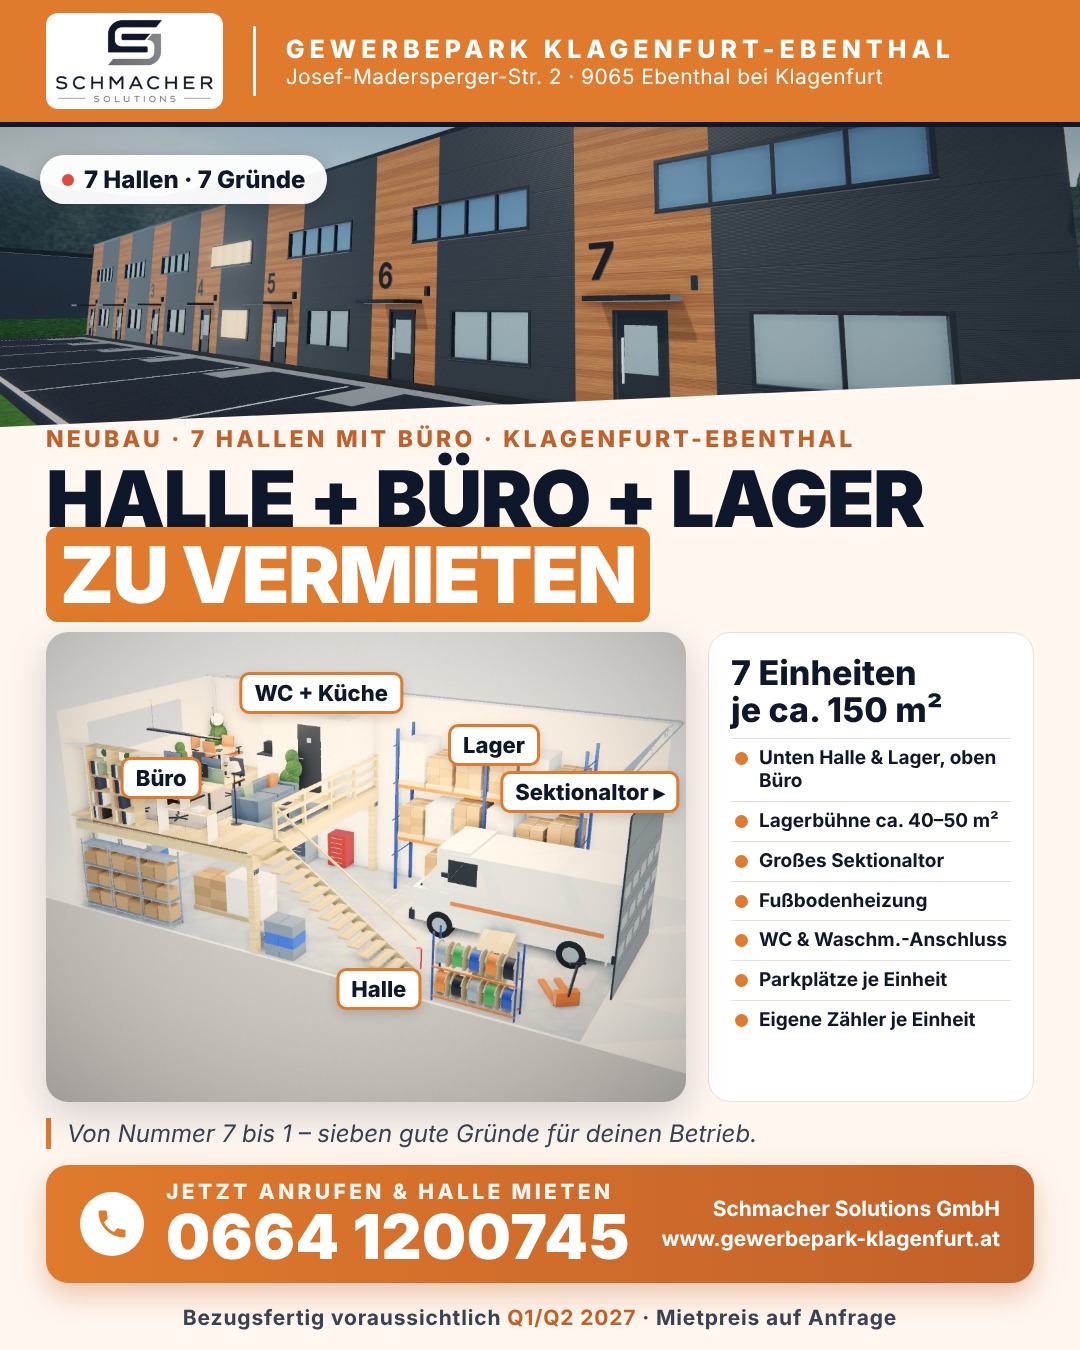 SCHMACHER
SOLUTIONS
GEWERBEPARK KLAGENFURT-EBENTHAL
Josef-Madersperger-Str. 2 · 9065 Ebenthal bei Klagenfurt
7 Hallen · 7 Gründe
3
4
5
6
7
NEUBAU · 7 HALLEN MIT BÜRO · KLAGENFURT-EBENTHAL
HALLE + BÜRO + LAGER
ZU VERMIETEN
WC + Küche
Lager
Büro
Sektionaltor ▸
Halle
7 Einheiten
je ca. 150 m²
Unten Halle & Lager, oben
Büro
Lagerbühne ca. 40–50 m²
Großes Sektionaltor
Fußbodenheizung
WC & Waschm.-Anschluss
Parkplätze je Einheit
Eigene Zähler je Einheit
Von Nummer 7 bis 1 – sieben gute Gründe für deinen Betrieb.
JETZT ANRUFEN & HALLE MIETEN
0664 1200745
Schmacher Solutions GmbH
www.gewerbepark-klagenfurt.at
Bezugsfertig voraussichtlich Q1/Q2 2027 · Mietpreis auf Anfrage